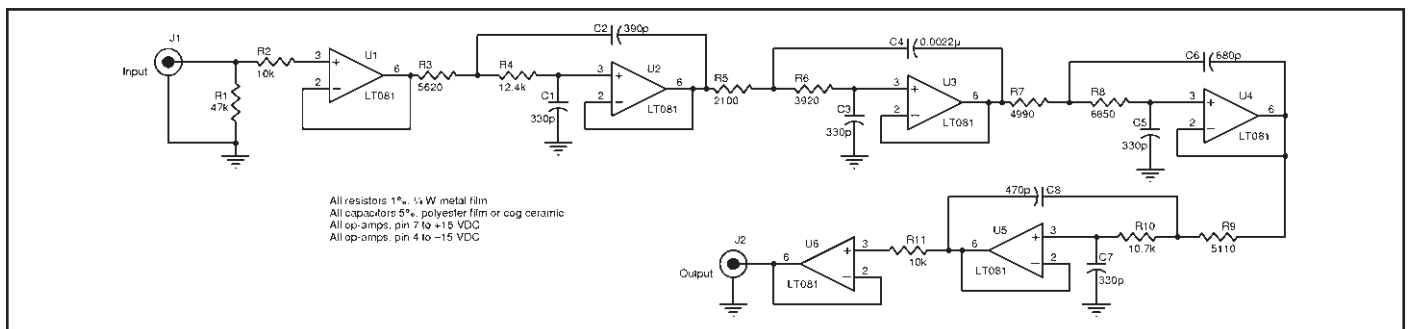 J1
Input
R1
47k
R2
10k
3
2
6
U1
LT081
R3
5620
C2 390p
R4
12.4k
C1
330p
3
2
6
U2
LT081
R5
2100
C4 0.0022µ
R6
3920
C3
330p
3
2
6
U3
LT081
R7
4990
C6 680p
R8
6650
C5
330p
3
2
6
U4
LT081
All resistors 1%, ¼ W metal film
All capacitors 5%, polyester film or cog ceramic
All op-amps, pin 7 to +15 VDC
All op-amps, pin 4 to −15 VDC
J2
Output
6
U6
3
2
LT081
R11
10k
470p C8
6
U5
3
2
LT081
C7
330p
R10
10.7k
R9
5110